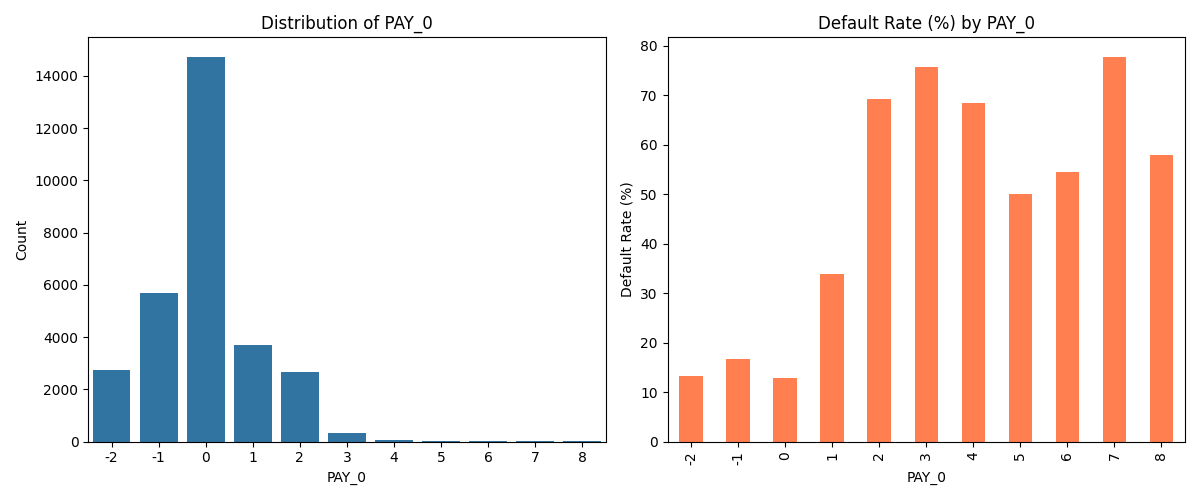 Distribution of PAY_0
Count
14000
12000
10000
8000
6000
4000
2000
0
-2 -1 0 1 2 3 4 5 6 7 8
PAY_0
Default Rate (%) by PAY_0
Default Rate (%)
80
70
60
50
40
30
20
10
0
-2 -1 0 1 2 3 4 5 6 7 8
PAY_0